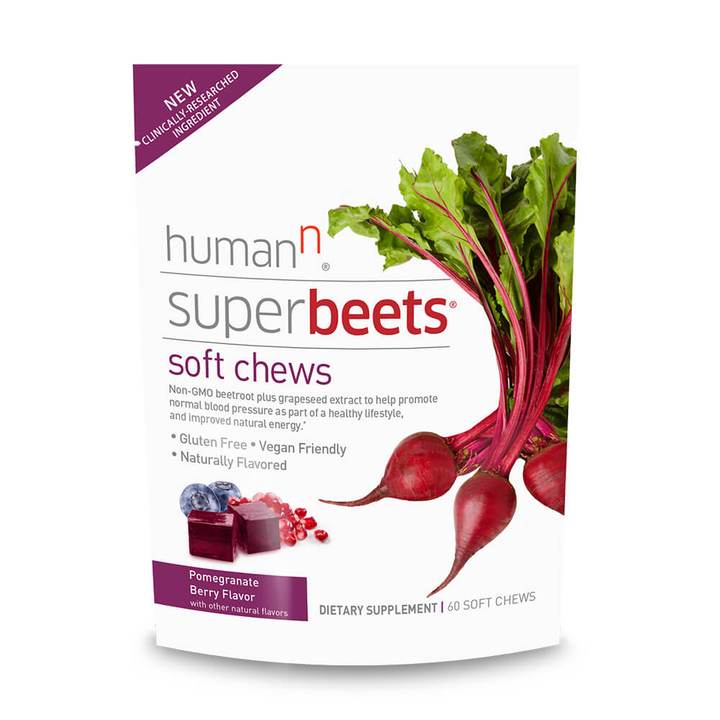 NEW
CLINICALLY-RESEARCHED
INGREDIENT
humann®
superbeets®
soft chews
Non-GMO beetroot plus grapeseed extract to help promote
normal blood pressure as part of a healthy lifestyle,
and improved natural energy.*
• Gluten Free • Vegan Friendly
• Naturally Flavored
Pomegranate
Berry Flavor
with other natural flavors
DIETARY SUPPLEMENT | 60 SOFT CHEWS